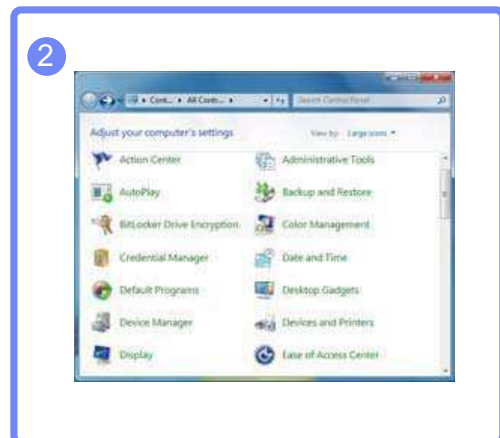 2
Cont... ▸ All Contr... ▸
Search Control Panel
Adjust your computer's settings
View by: Large icons ▾
Action Center
Administrative Tools
AutoPlay
Backup and Restore
BitLocker Drive Encryption
Color Management
Credential Manager
Date and Time
Default Programs
Desktop Gadgets
Device Manager
Devices and Printers
Display
Ease of Access Center